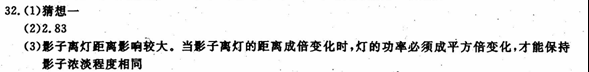 32.(1)猜想一
(2)2.83
(3)影子离灯距离影响较大。当影子离灯的距离成倍变化时,灯的功率必须成平方倍变化,才能保持
影子浓淡程度相同